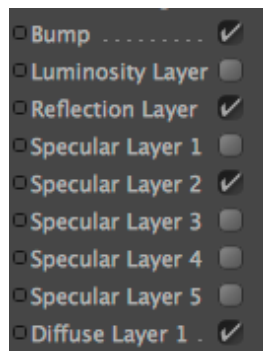 Bump .........
Luminosity Layer
Reflection Layer
Specular Layer 1
Specular Layer 2
Specular Layer 3
Specular Layer 4
Specular Layer 5
Diffuse Layer 1 .